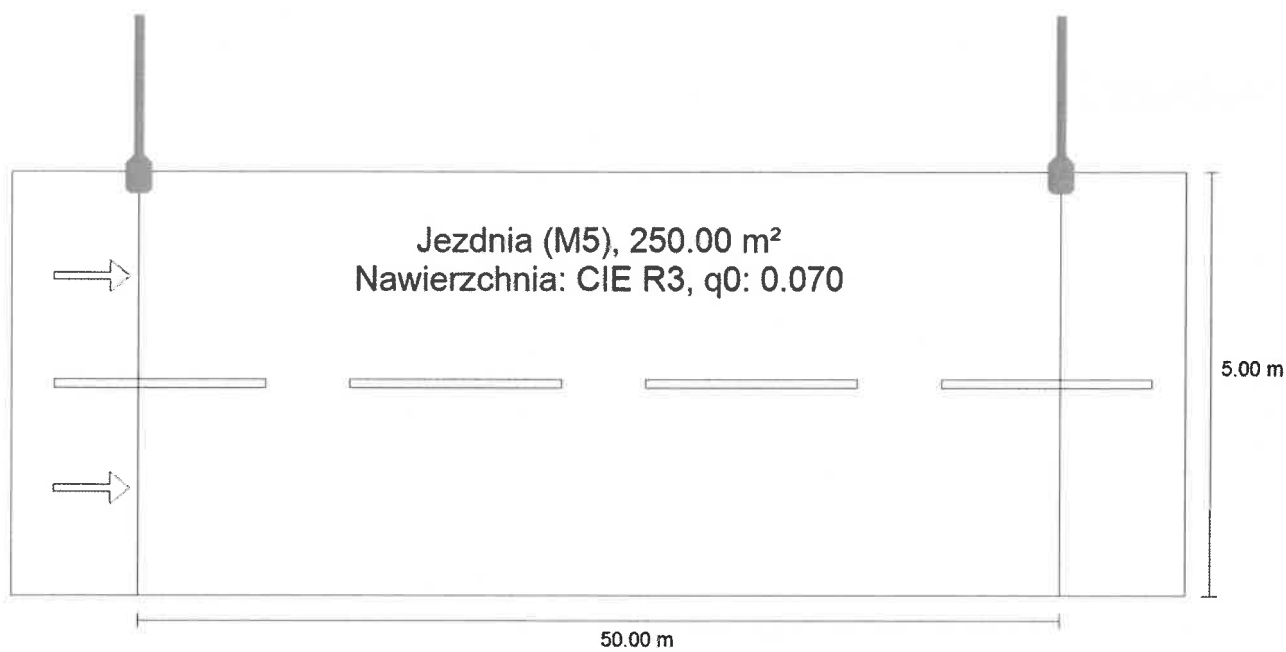 Jezdnia (M5), 250.00 m²
Nawierzchnia: CIE R3, q0: 0.070
5.00 m
50.00 m